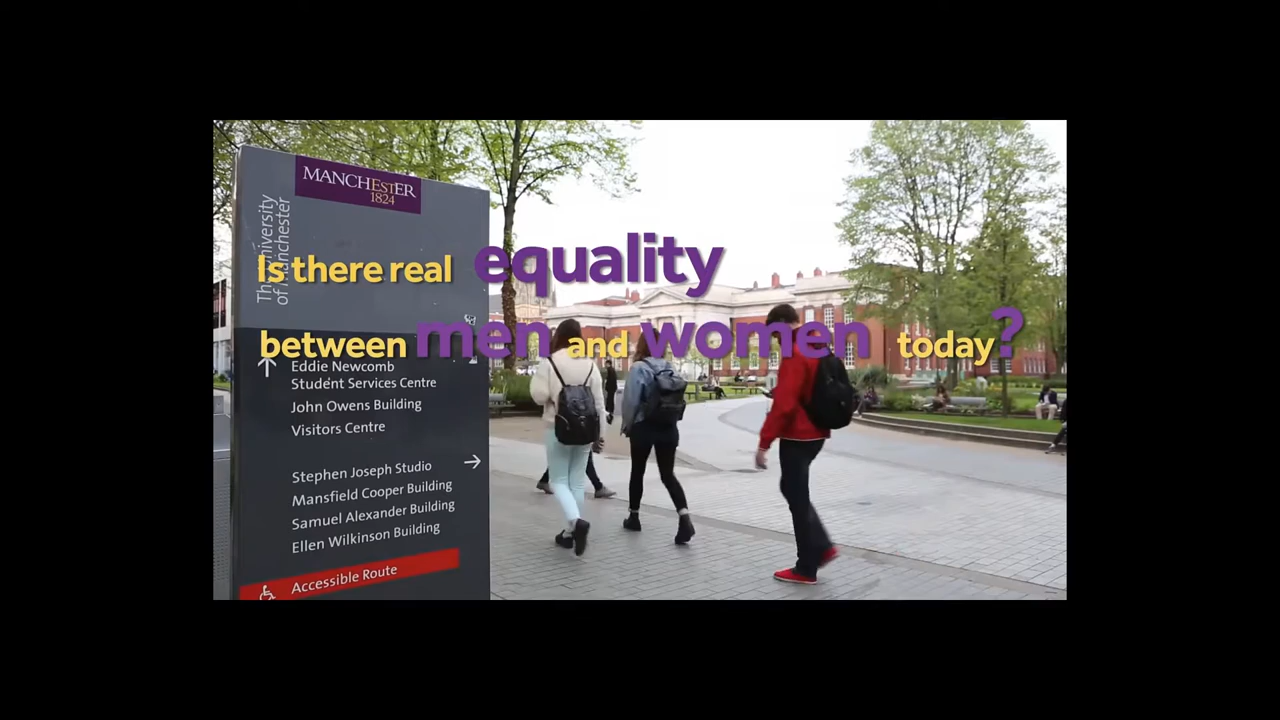 MANCHESTER
1824
The University
of Manchester
Is there real equality
between men and women today?
Eddie Newcomb
Student Services Centre
John Owens Building
Visitors Centre
Stephen Joseph Studio
Mansfield Cooper Building
Samuel Alexander Building
Ellen Wilkinson Building
Accessible Route